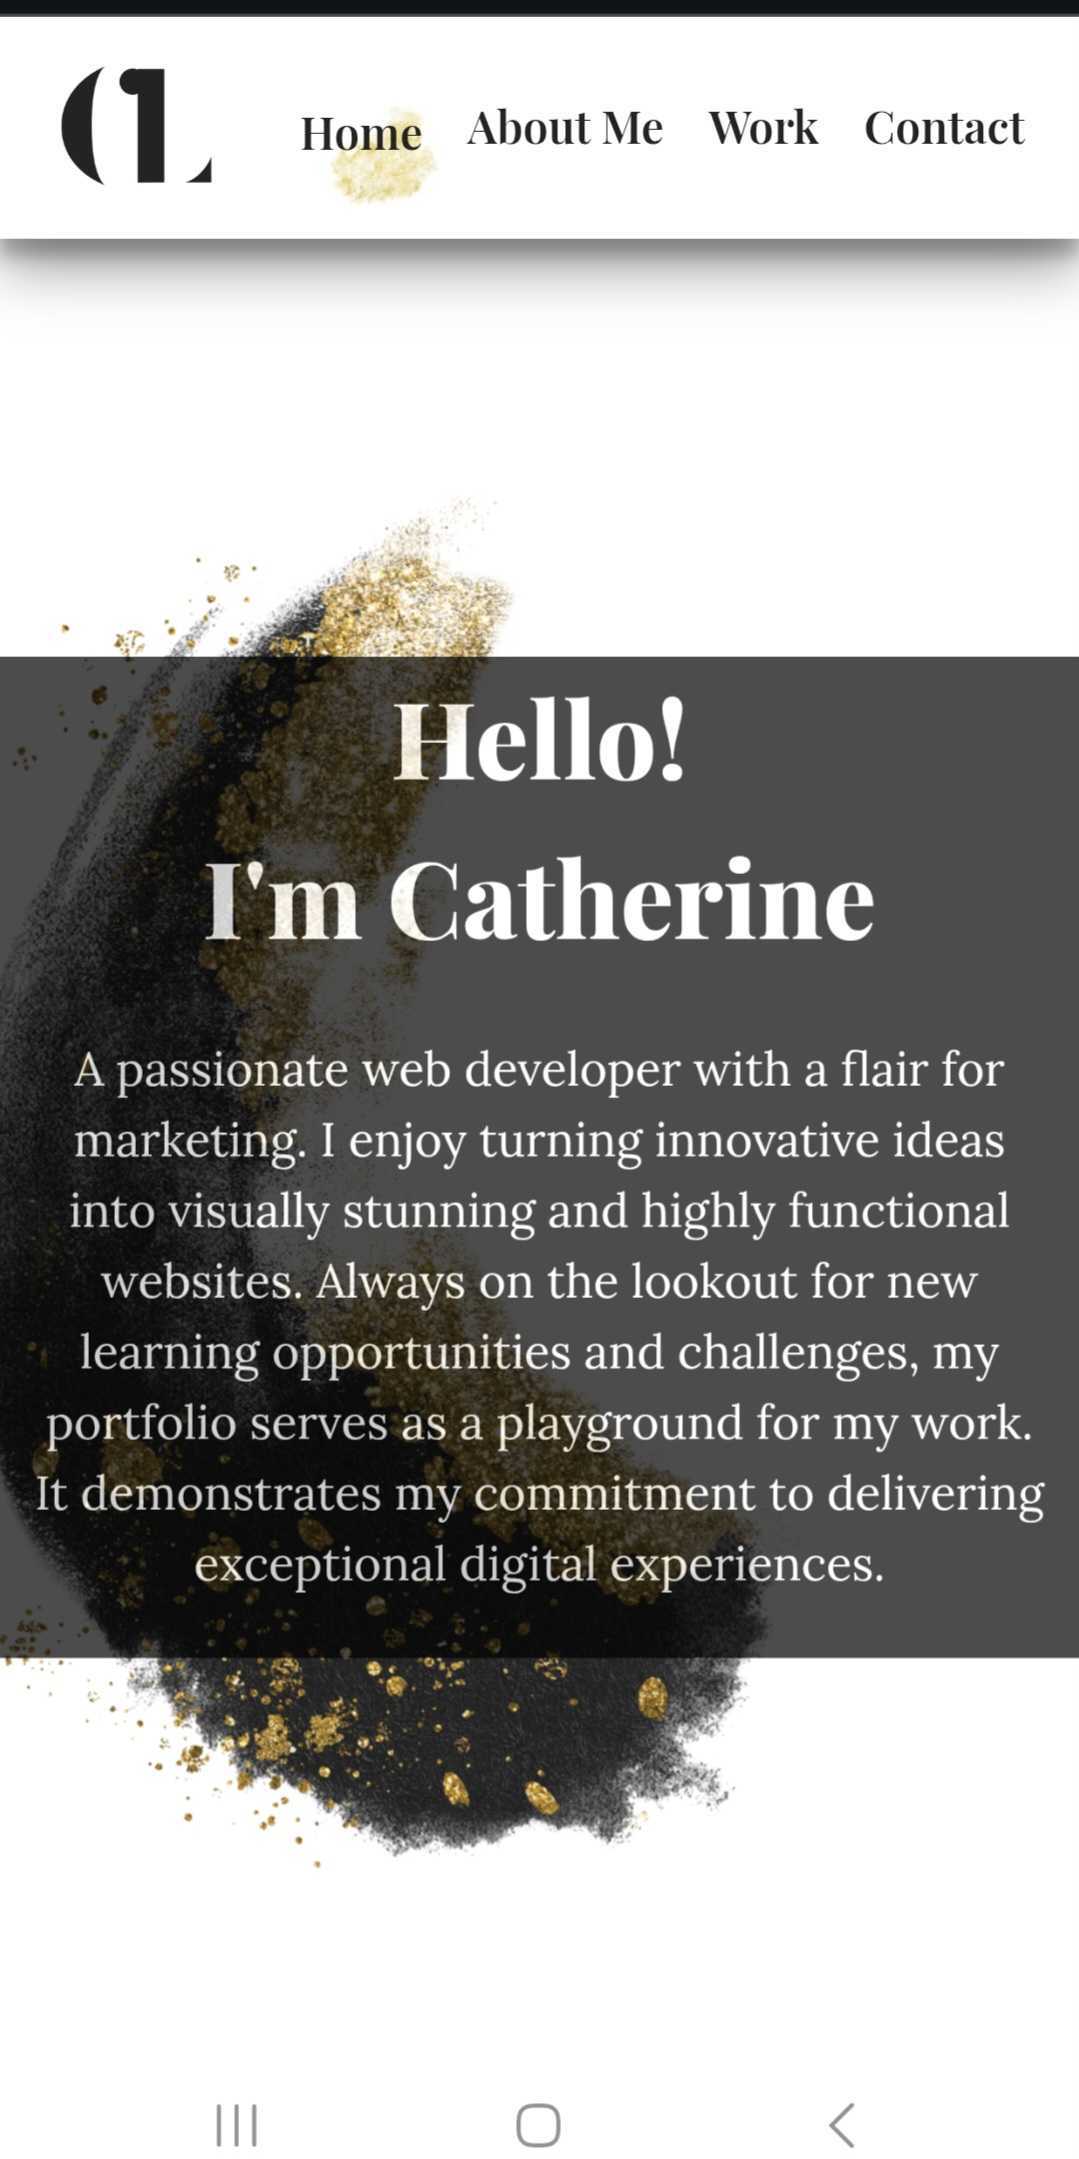 CL
Home About Me Work Contact
Hello!
I'm Catherine
A passionate web developer with a flair for
marketing. I enjoy turning innovative ideas
into visually stunning and highly functional
websites. Always on the lookout for new
learning opportunities and challenges, my
portfolio serves as a playground for my work.
It demonstrates my commitment to delivering
exceptional digital experiences.